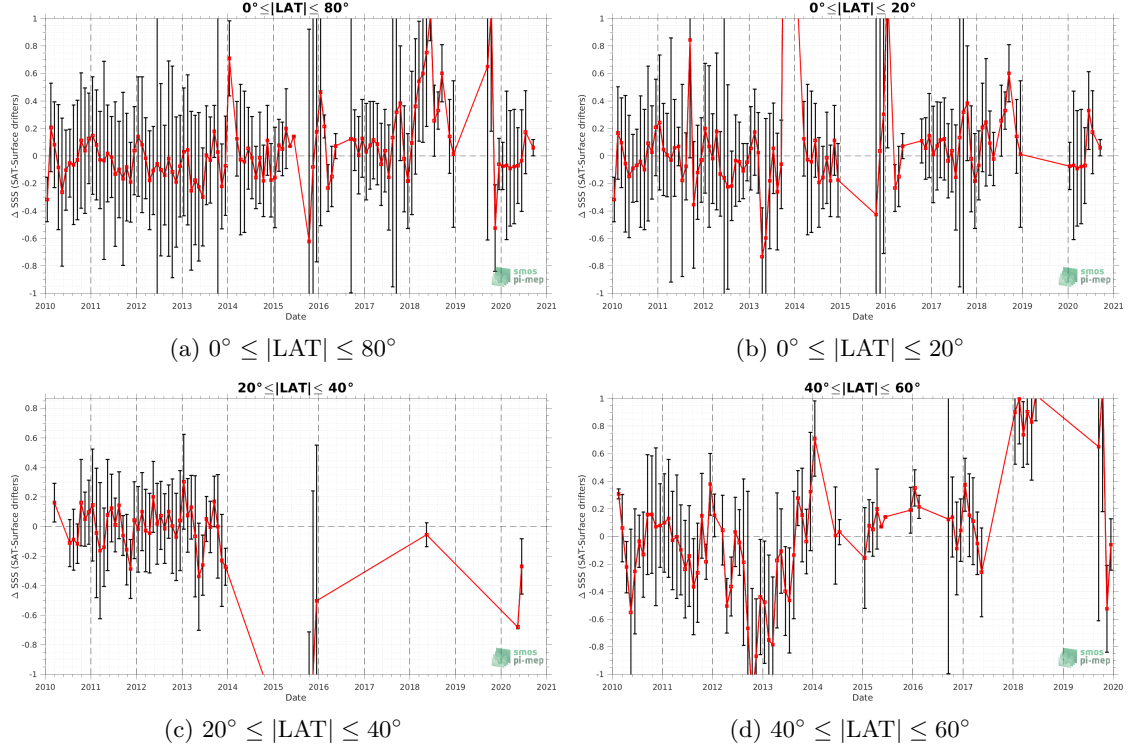 0°≤|LAT|≤ 80°
1
0.8
0.6
0.4
0.2
0
-0.2
-0.4
-0.6
-0.8
-1
Δ SSS (SAT-Surface drifters)
2010 2011 2012 2013 2014 2015 2016 2017 2018 2019 2020 2021
Date
smos
pi-mep
(a) 0° ≤ |LAT| ≤ 80°
0°≤|LAT|≤ 20°
1
0.8
0.6
0.4
0.2
0
-0.2
-0.4
-0.6
-0.8
-1
Δ SSS (SAT-Surface drifters)
2010 2011 2012 2013 2014 2015 2016 2017 2018 2019 2020 2021
Date
smos
pi-mep
(b) 0° ≤ |LAT| ≤ 20°
20°≤|LAT|≤ 40°
0.8
0.6
0.4
0.2
0
-0.2
-0.4
-0.6
-0.8
-1
Δ SSS (SAT-Surface drifters)
2010 2011 2012 2013 2014 2015 2016 2017 2018 2019 2020 2021
Date
smos
pi-mep
(c) 20° ≤ |LAT| ≤ 40°
40°≤|LAT|≤ 60°
1
0.8
0.6
0.4
0.2
0
-0.2
-0.4
-0.6
-0.8
-1
Δ SSS (SAT-Surface drifters)
2010 2011 2012 2013 2014 2015 2016 2017 2018 2019 2020
Date
smos
pi-mep
(d) 40° ≤ |LAT| ≤ 60°